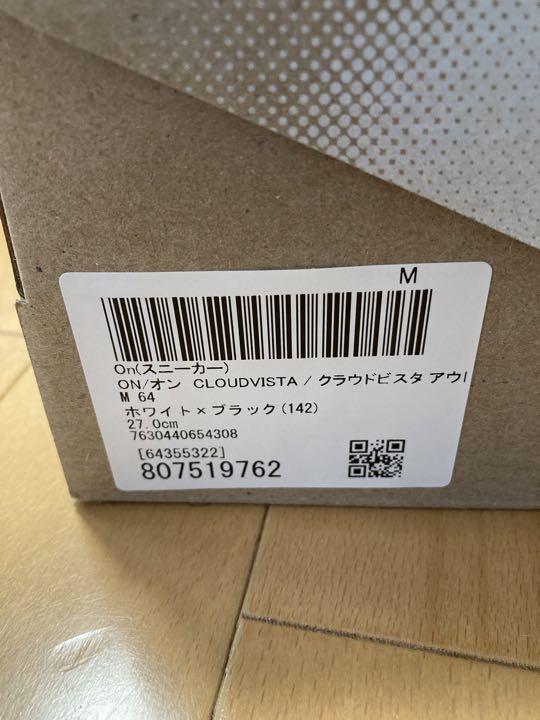 M
On(スニーカー)
ON/オン CLOUDVISTA / クラウドビスタ アウ
M 64
ホワイト×ブラック(142)
27.0cm
7630440654308
[64355322]
807519762